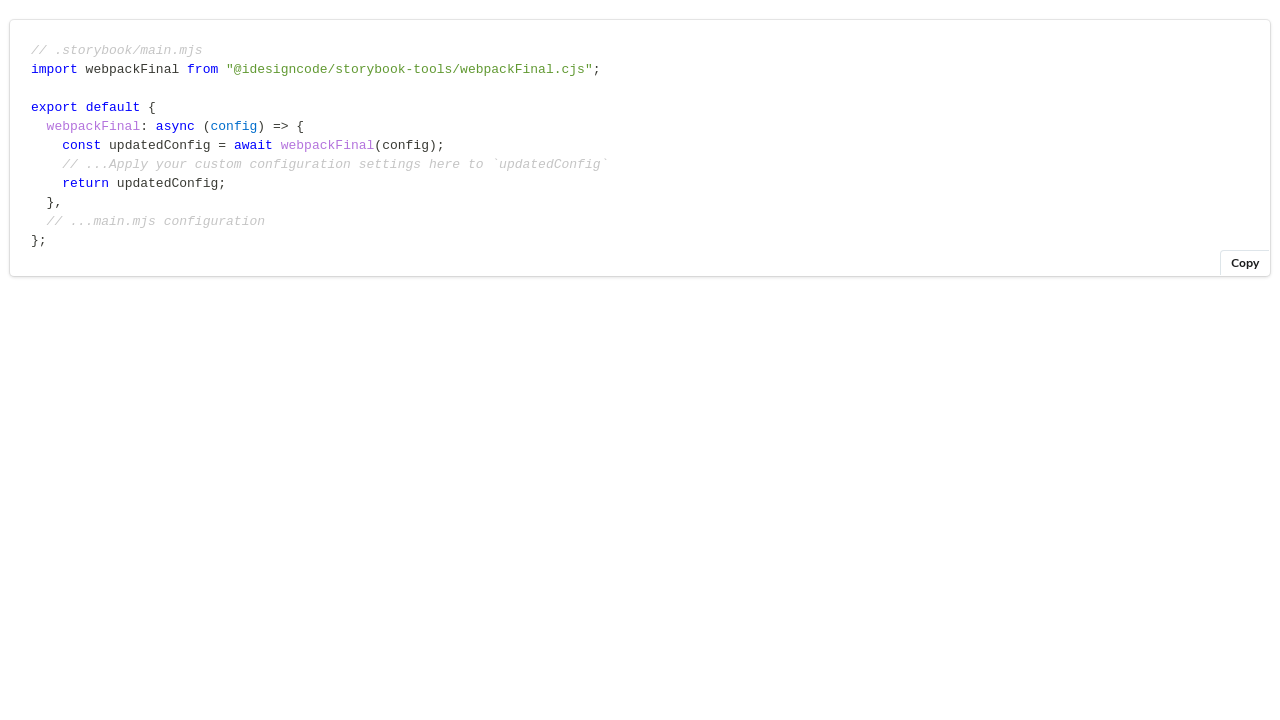 // .storybook/main.mjs
import webpackFinal from "@idesigncode/storybook-tools/webpackFinal.cjs";

export default {
  webpackFinal: async (config) => {
    const updatedConfig = await webpackFinal(config);
    // ...Apply your custom configuration settings here to `updatedConfig`
    return updatedConfig;
  },
  // ...main.mjs configuration
};
Copy